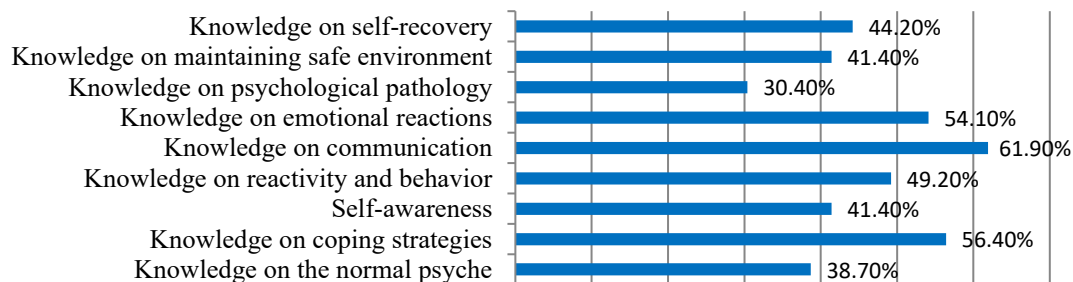 Knowledge on self-recovery 44.20%
Knowledge on maintaining safe environment 41.40%
Knowledge on psychological pathology 30.40%
Knowledge on emotional reactions 54.10%
Knowledge on communication 61.90%
Knowledge on reactivity and behavior 49.20%
Self-awareness 41.40%
Knowledge on coping strategies 56.40%
Knowledge on the normal psyche 38.70%